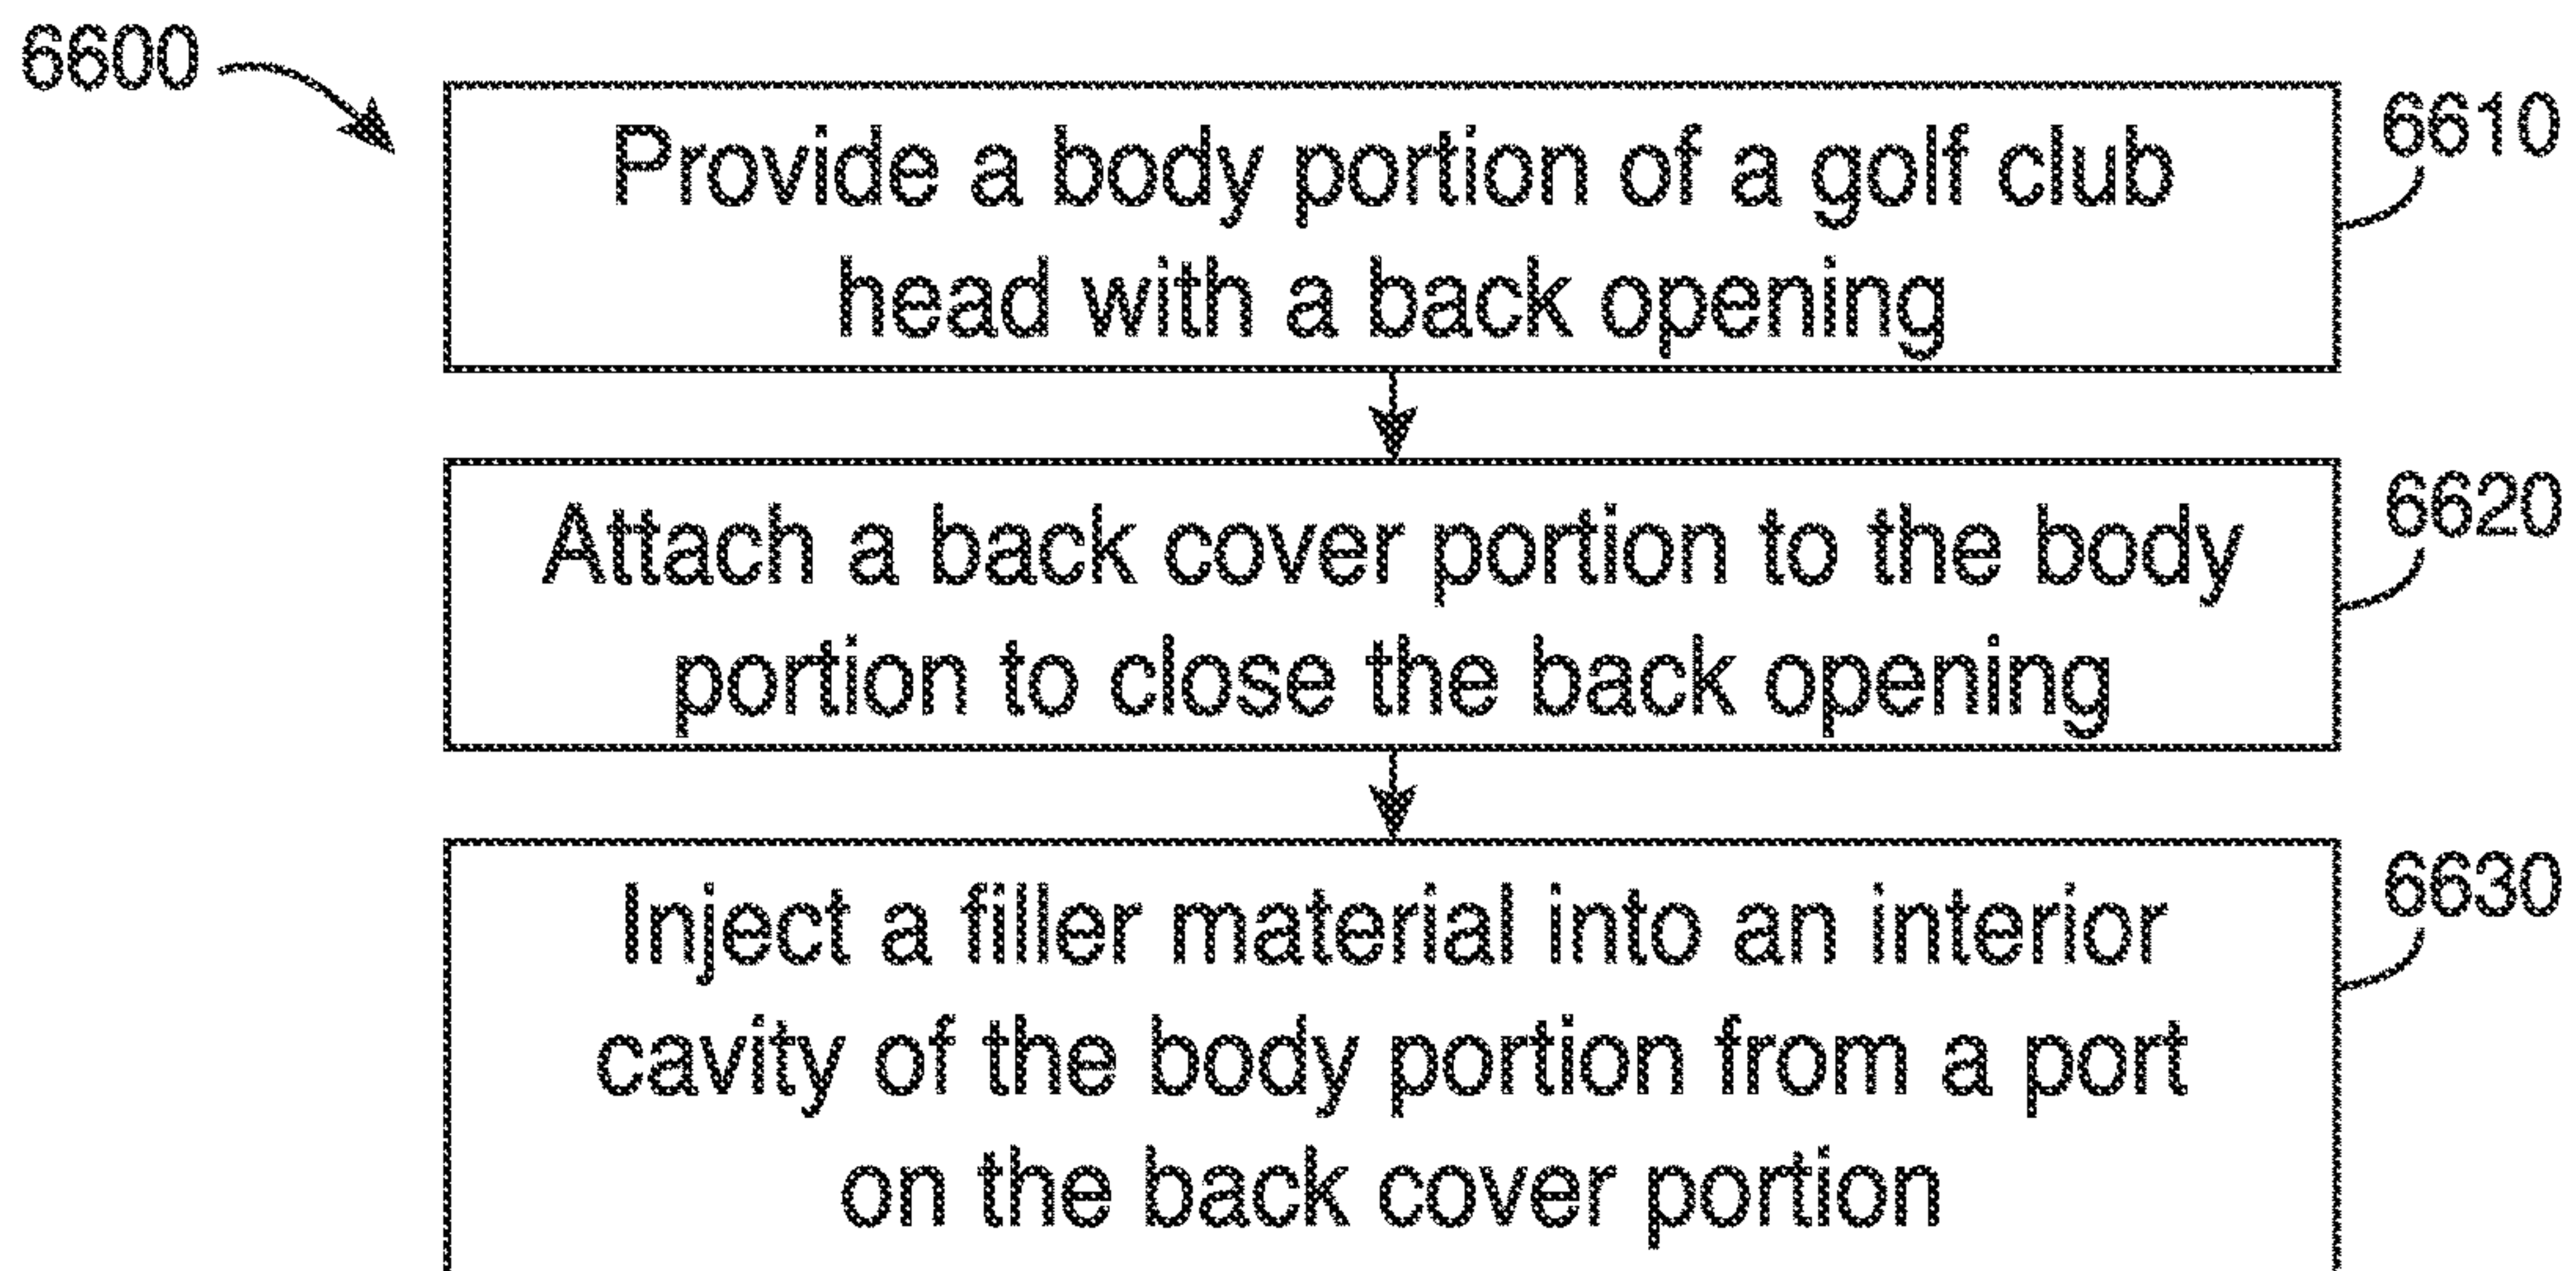 6600
Provide a body portion of a golf club
head with a back opening
6610
Attach a back cover portion to the body
portion to close the back opening
6620
Inject a filler material into an interior
cavity of the body portion from a port
on the back cover portion
6630